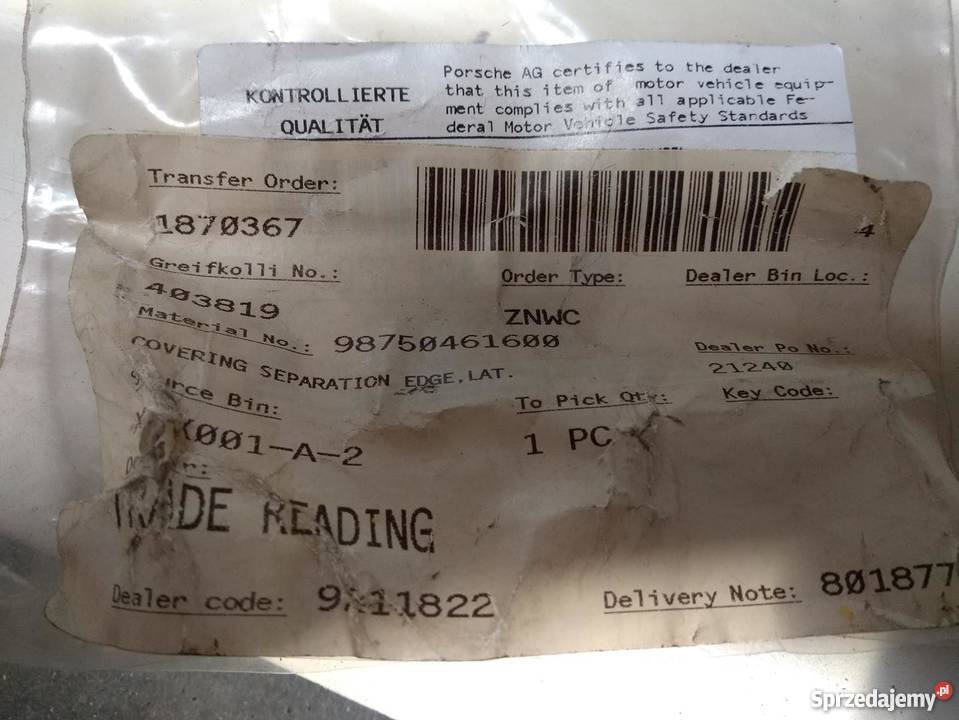 KONTROLLIERTE
QUALITÄT
Porsche AG certifies to the dealer
that this item of motor vehicle equip-
ment complies with all applicable Fe-
deral Motor Vehicle Safety Standards
Transfer Order:
1870367
4
Greifkolli No.:
403819
Order Type:
ZNWC
Dealer Bin Loc.:
Material No.: 98750461600
COVERING SEPARATION EDGE, LAT.
Dealer Po No.:
21240
Bin:
To Pick Qty:
1 PC
Key Code:
K001-A-2
READING
Dealer code: 9A11822
Delivery Note: 801877
Sprzedajemy.pl